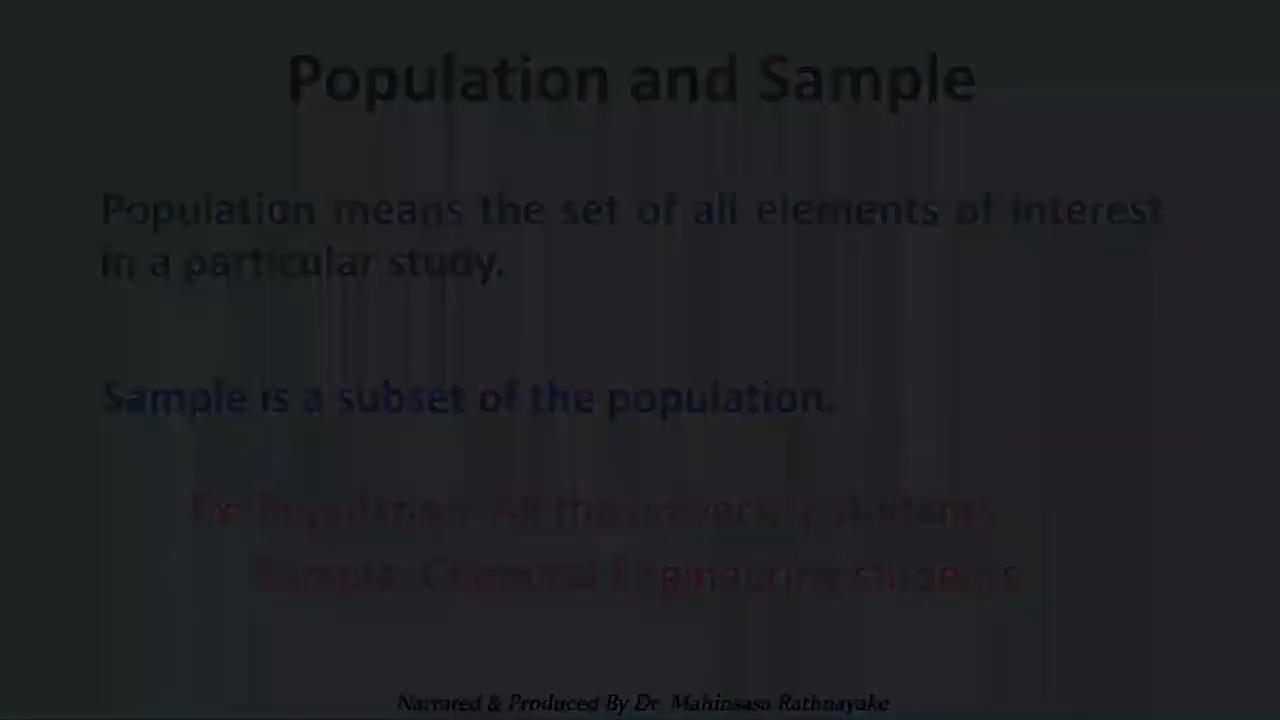 Population and Sample
Population means the set of all elements of interest
in a particular study.
Sample is a subset of the population.
Ex: Population: All the university students
Sample: Chemical Engineering students
Narrated & Produced By Dr. Mahinsasa Rathnayake